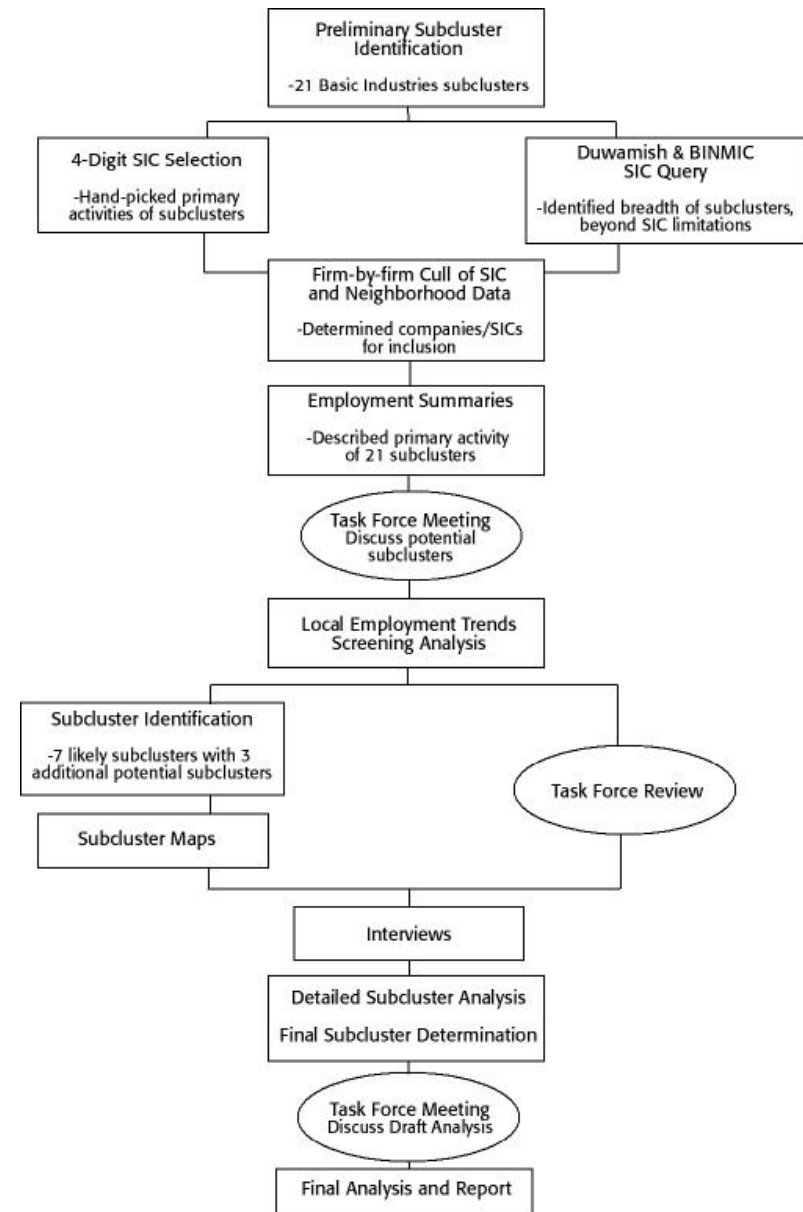 Preliminary Subcluster
Identification
-21 Basic Industries subclusters
4-Digit SIC Selection
-Hand-picked primary
activities of subclusters
Duwamish & BINMIC
SIC Query
-Identified breadth of subclusters,
beyond SIC limitations
Firm-by-firm Cull of SIC
and Neighborhood Data
-Determined companies/SICs
for inclusion
Employment Summaries
-Described primary activity
of 21 subclusters
Task Force Meeting
Discuss potential
subclusters
Local Employment Trends
Screening Analysis
Subcluster Identification
-7 likely subclusters with 3
additional potential subclusters
Task Force Review
Subcluster Maps
Interviews
Detailed Subcluster Analysis
Final Subcluster Determination
Task Force Meeting
Discuss Draft Analysis
Final Analysis and Report